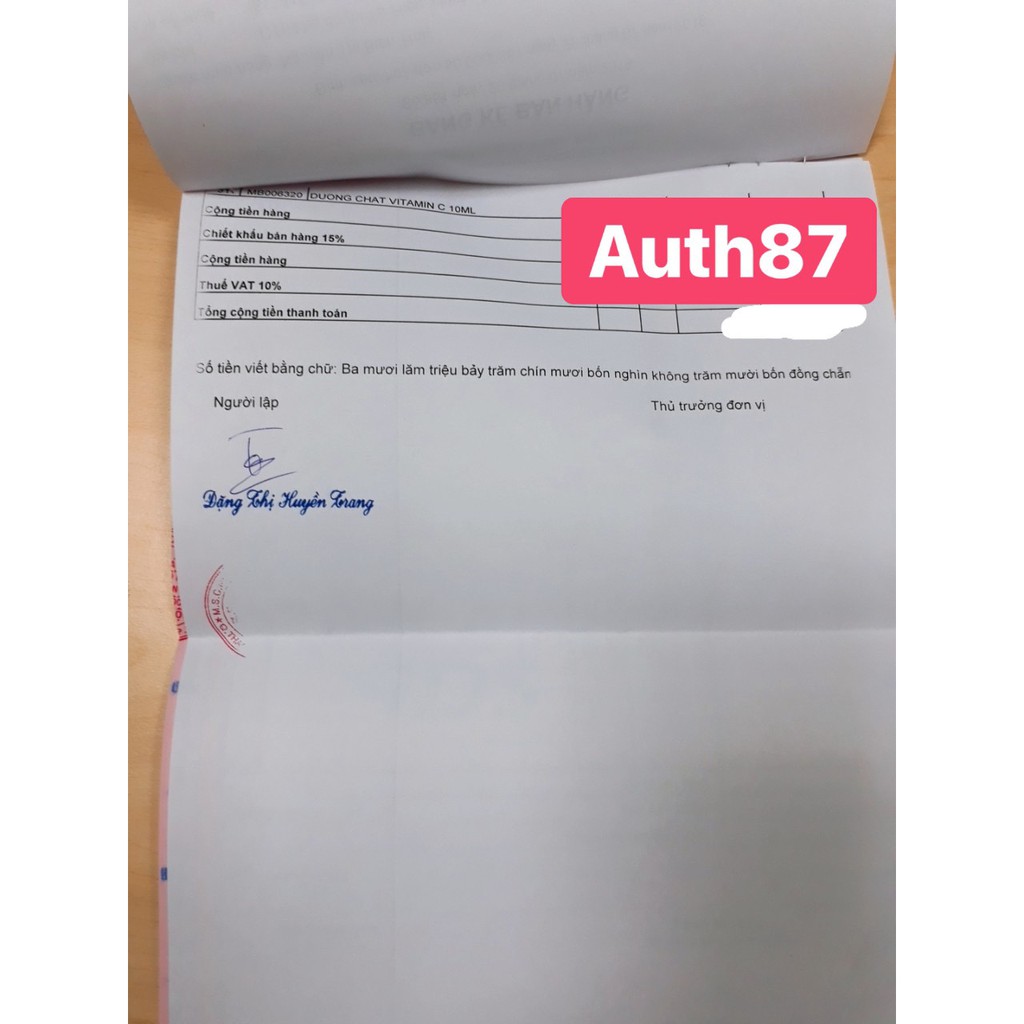 MB006320 DUONG CHAT VITAMIN C 10ML
Cộng tiền hàng
Chiết khấu bán hàng 15%
Cộng tiền hàng
Thuế VAT 10%
Tổng cộng tiền thanh toán
Auth87
Số tiền viết bằng chữ: Ba mươi lăm triệu bảy trăm chín mươi bốn nghìn không trăm mười bốn đồng chẵn
Người lập
Thủ trưởng đơn vị
Đặng Thị Huyền Trang
M.S.C